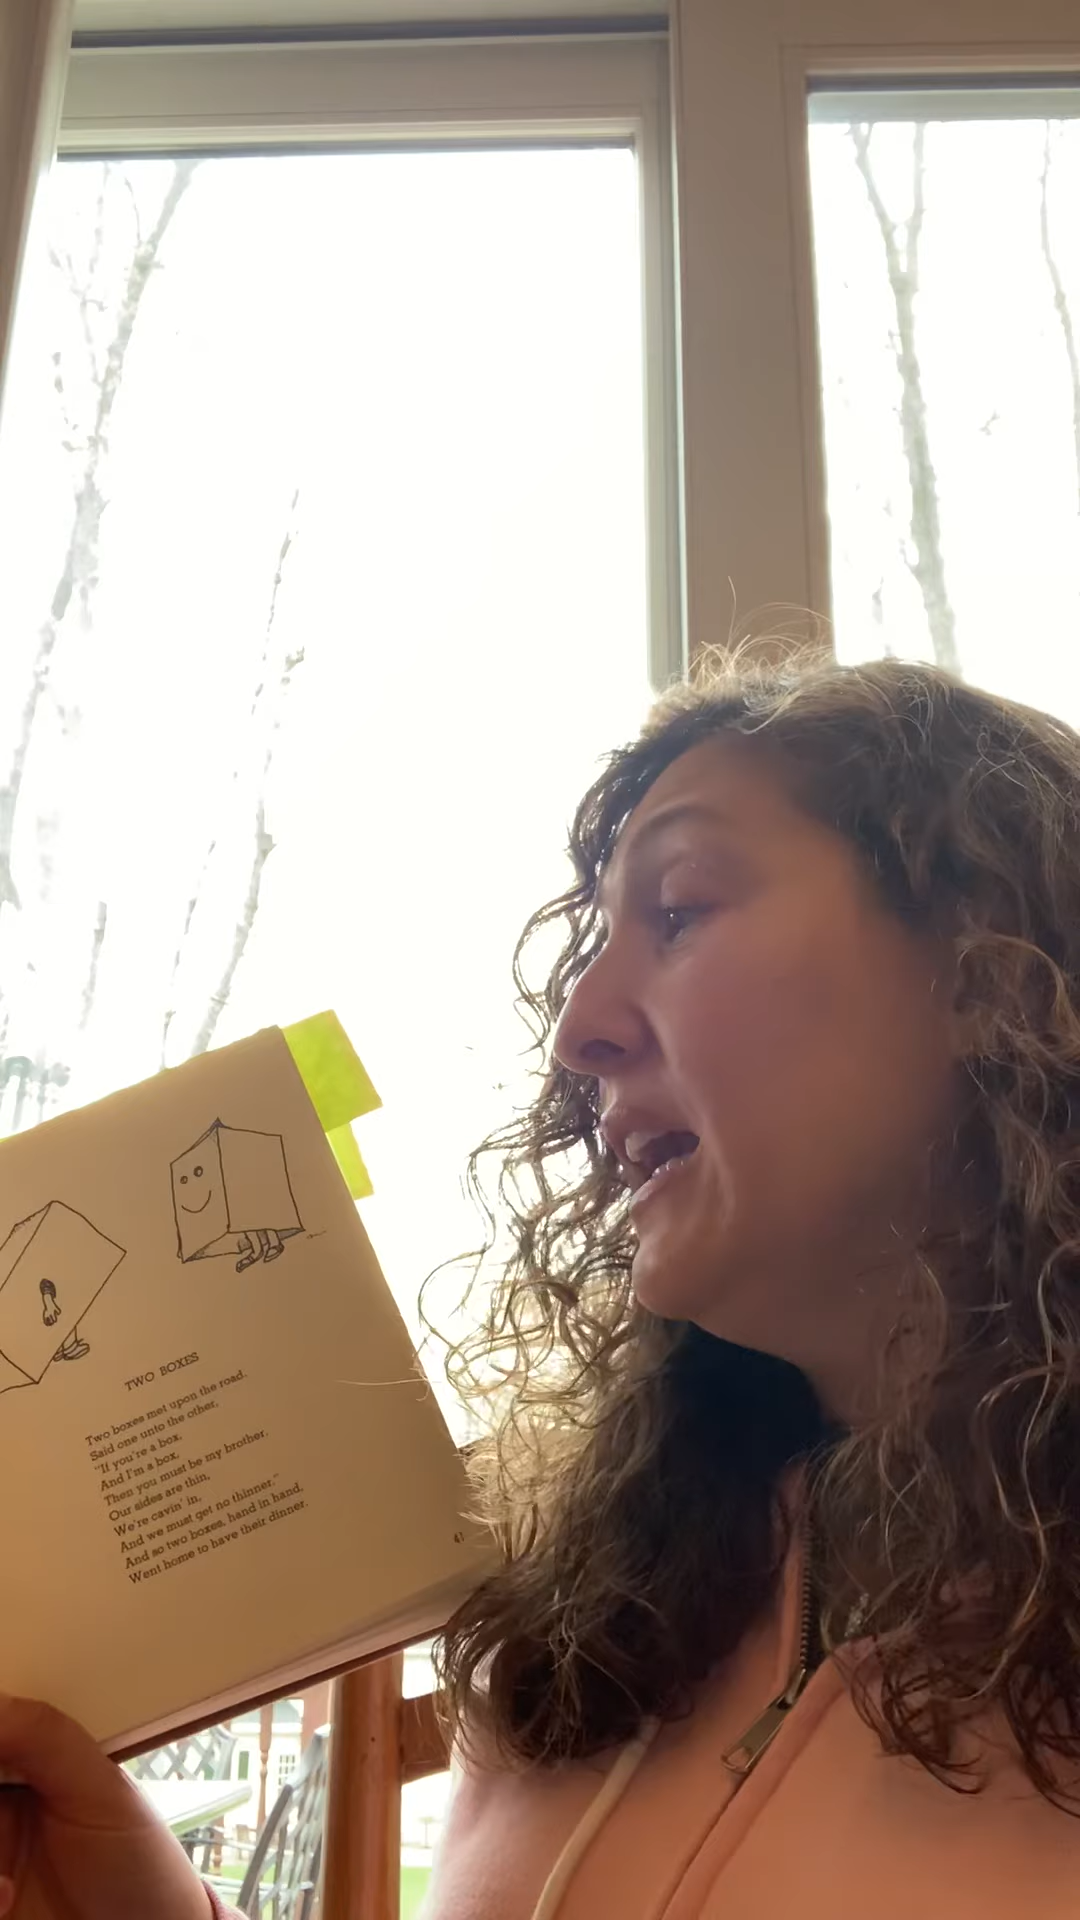 TWO BOXES
Two boxes met upon the road.
Said one unto the other,
"If you're a box,
And I'm a box,
Then you must be my brother.
Our sides are thin,
We're cavin' in,
And we must get no thinner."
And so two boxes, hand in hand,
Went home to have their dinner.
41